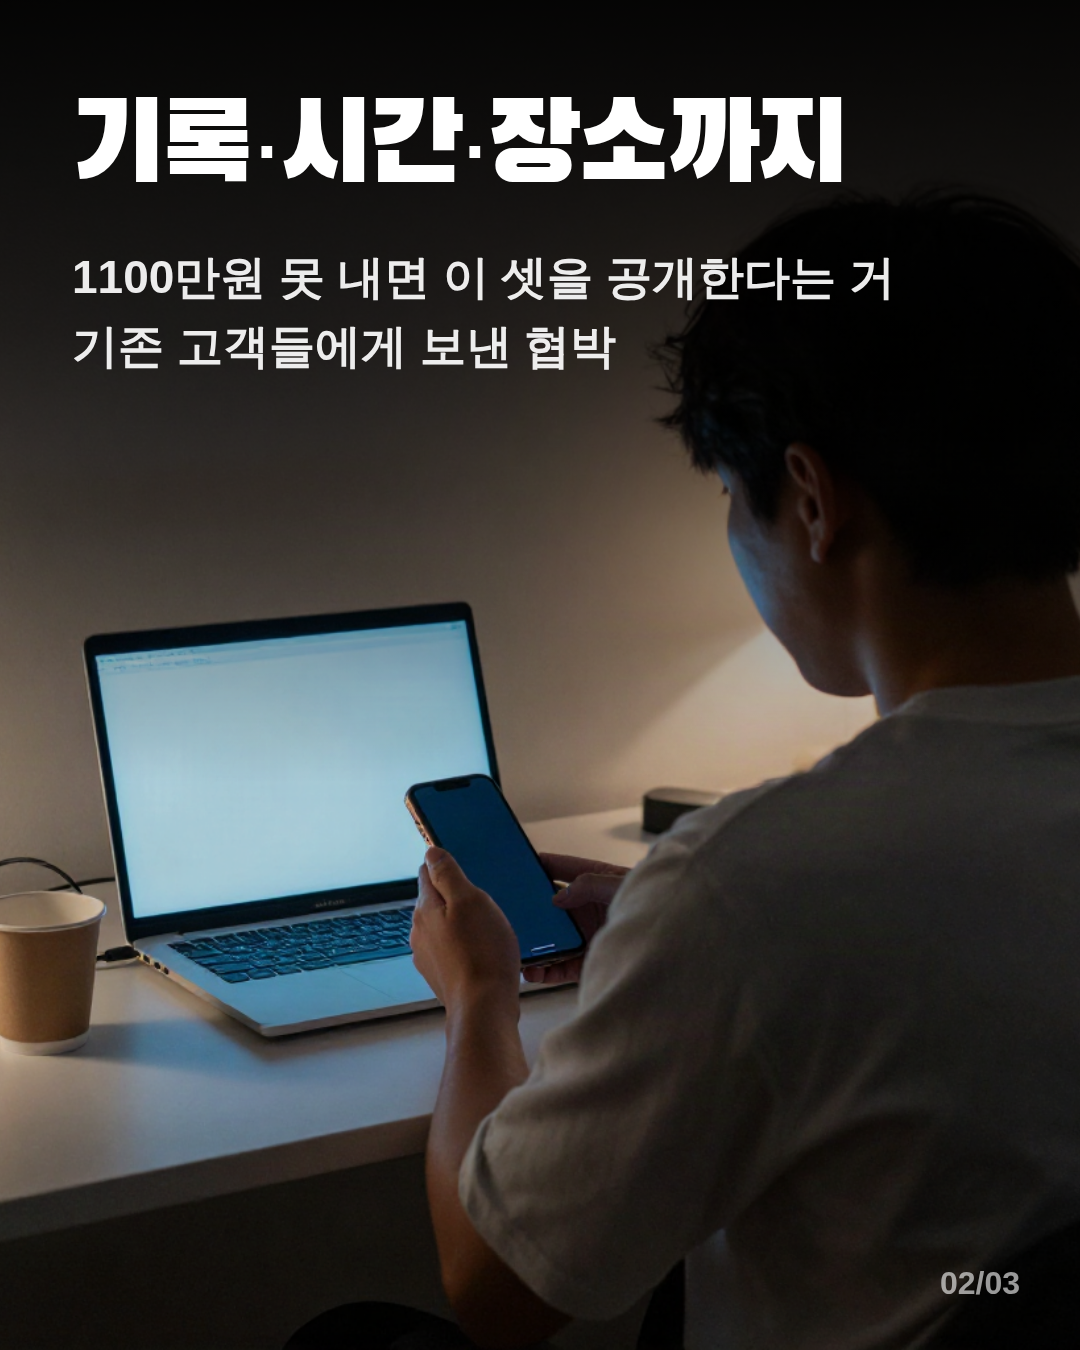 기록·시간·장소까지
1100만원 못 내면 이 셋을 공개한다는 거
기존 고객들에게 보낸 협박
02/03